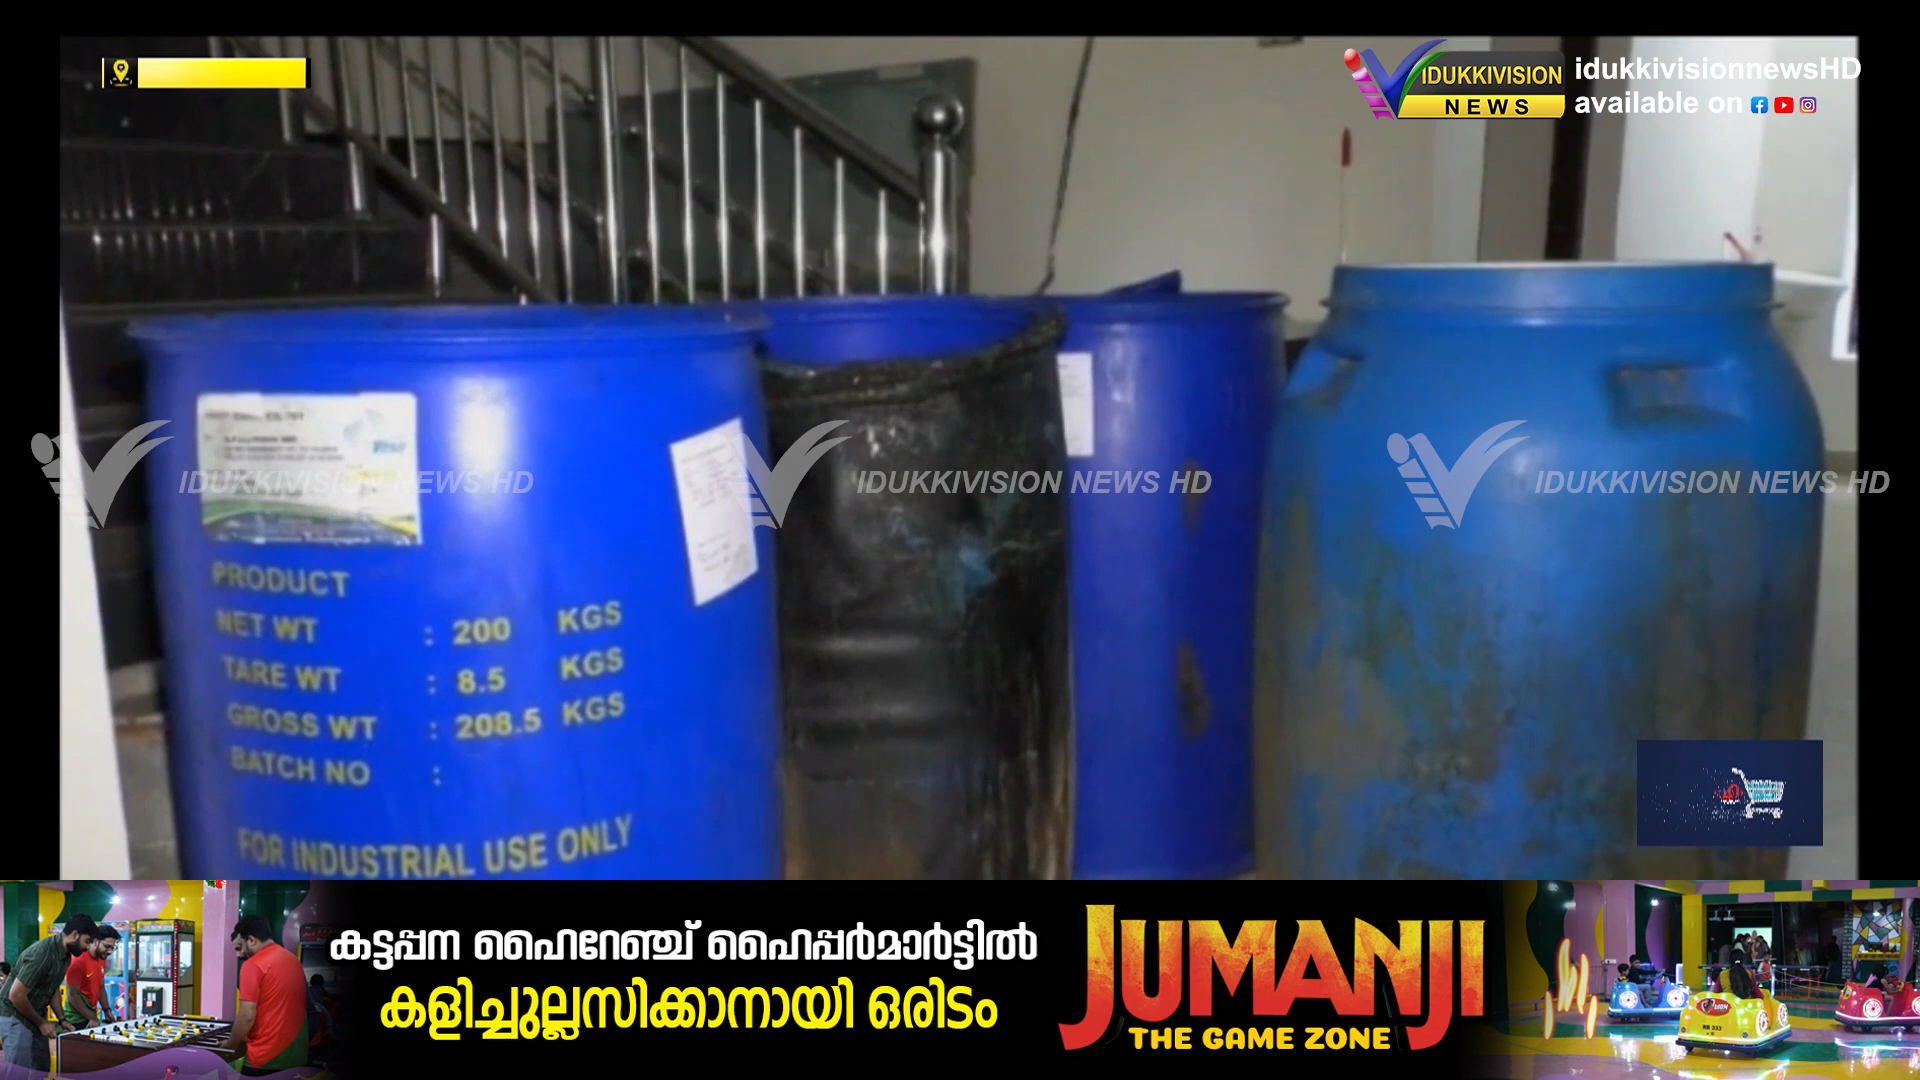 IDUKKIVISION
NEWS
idukkivisionnewsHD
available on
IDUKKIVISION NEWS HD
IDUKKIVISION NEWS HD
IDUKKIVISION NEWS HD
PRODUCT
NET WT : 200 KGS
TARE WT : 8.5 KGS
GROSS WT : 208.5 KGS
BATCH NO :
FOR INDUSTRIAL USE ONLY
കട്ടപ്പന ഹൈറേഞ്ച് ഹൈപ്പർമാർട്ടിൽ
കളിച്ചുല്ലസിക്കാനായി ഒരിടം
JUMANJI
THE GAME ZONE